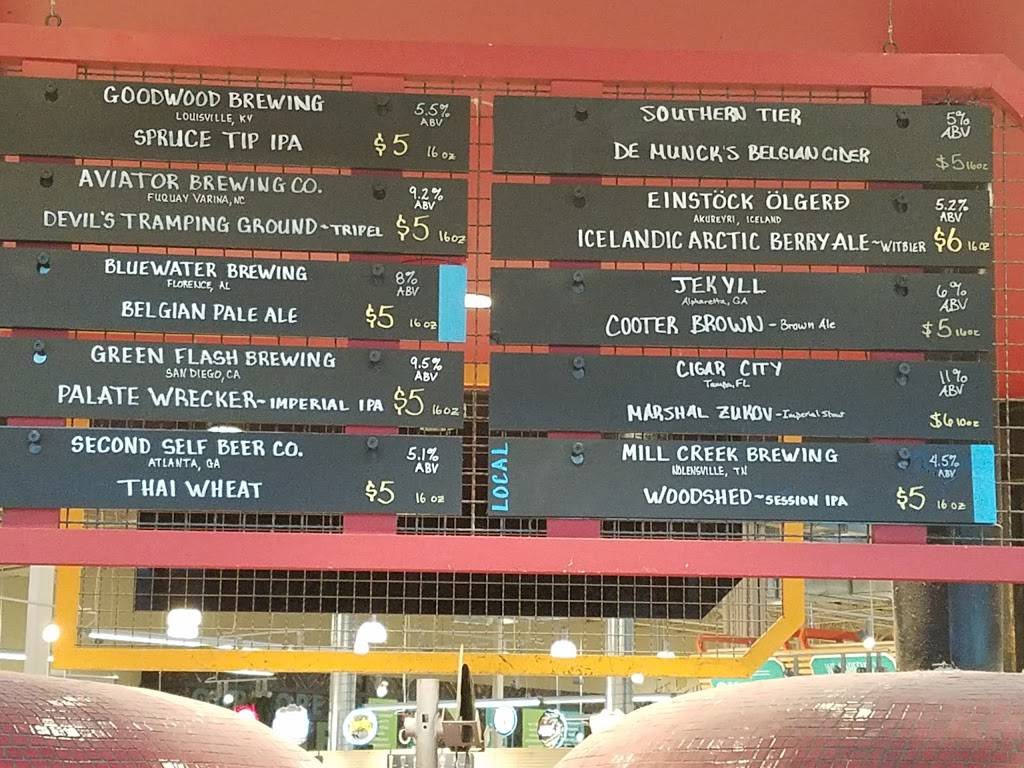 GOODWOOD BREWING
LOUISVILLE, KY
5.5%
ABV
SPRUCE TIP IPA
$5 16 oz
AVIATOR BREWING CO.
FUQUAY VARINA, NC
9.2%
ABV
DEVIL'S TRAMPING GROUND~TRIPEL
$5 16 oz
BLUEWATER BREWING
FLORENCE, AL
8%
ABV
BELGIAN PALE ALE
$5 16 oz
GREEN FLASH BREWING
SAN DIEGO, CA
9.5%
ABV
PALATE WRECKER~IMPERIAL IPA
$5 16 oz
SECOND SELF BEER CO.
ATLANTA, GA
5.1%
ABV
THAI WHEAT
$5 16 oz
SOUTHERN TIER
5%
ABV
DE MUNCK'S BELGIAN CIDER
$5 16oz
EINSTÖCK ÖLGERÐ
AKUREYRI, ICELAND
5.2%
ABV
ICELANDIC ARCTIC BERRY ALE~WITBIER
$6 16 oz
JEKYLL
Alpharetta, GA
6%
ABV
COOTER BROWN - Brown Ale
$5 16oz
CIGAR CITY
Tampa, FL
11%
ABV
MARSHAL ZUKOV - Imperial Stout
$6 10oz
LOCAL
MILL CREEK BREWING
NOLENSVILLE, TN
4.5%
ABV
WOODSHED~SESSION IPA
$5 16 oz